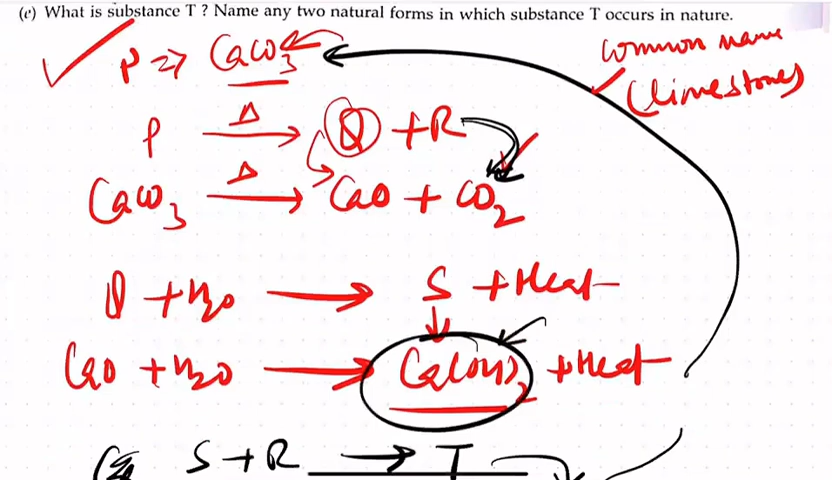 (c) What is substance T ? Name any two natural forms in which substance T occurs in nature.
P => CaCO3
common name
(limestones)
P —Δ→ Q + R
CaCO3 —Δ→ CaO + CO2
Q + H2O → S + Heat
CaO + H2O → Ca(OH)2 + Heat
S + R → T